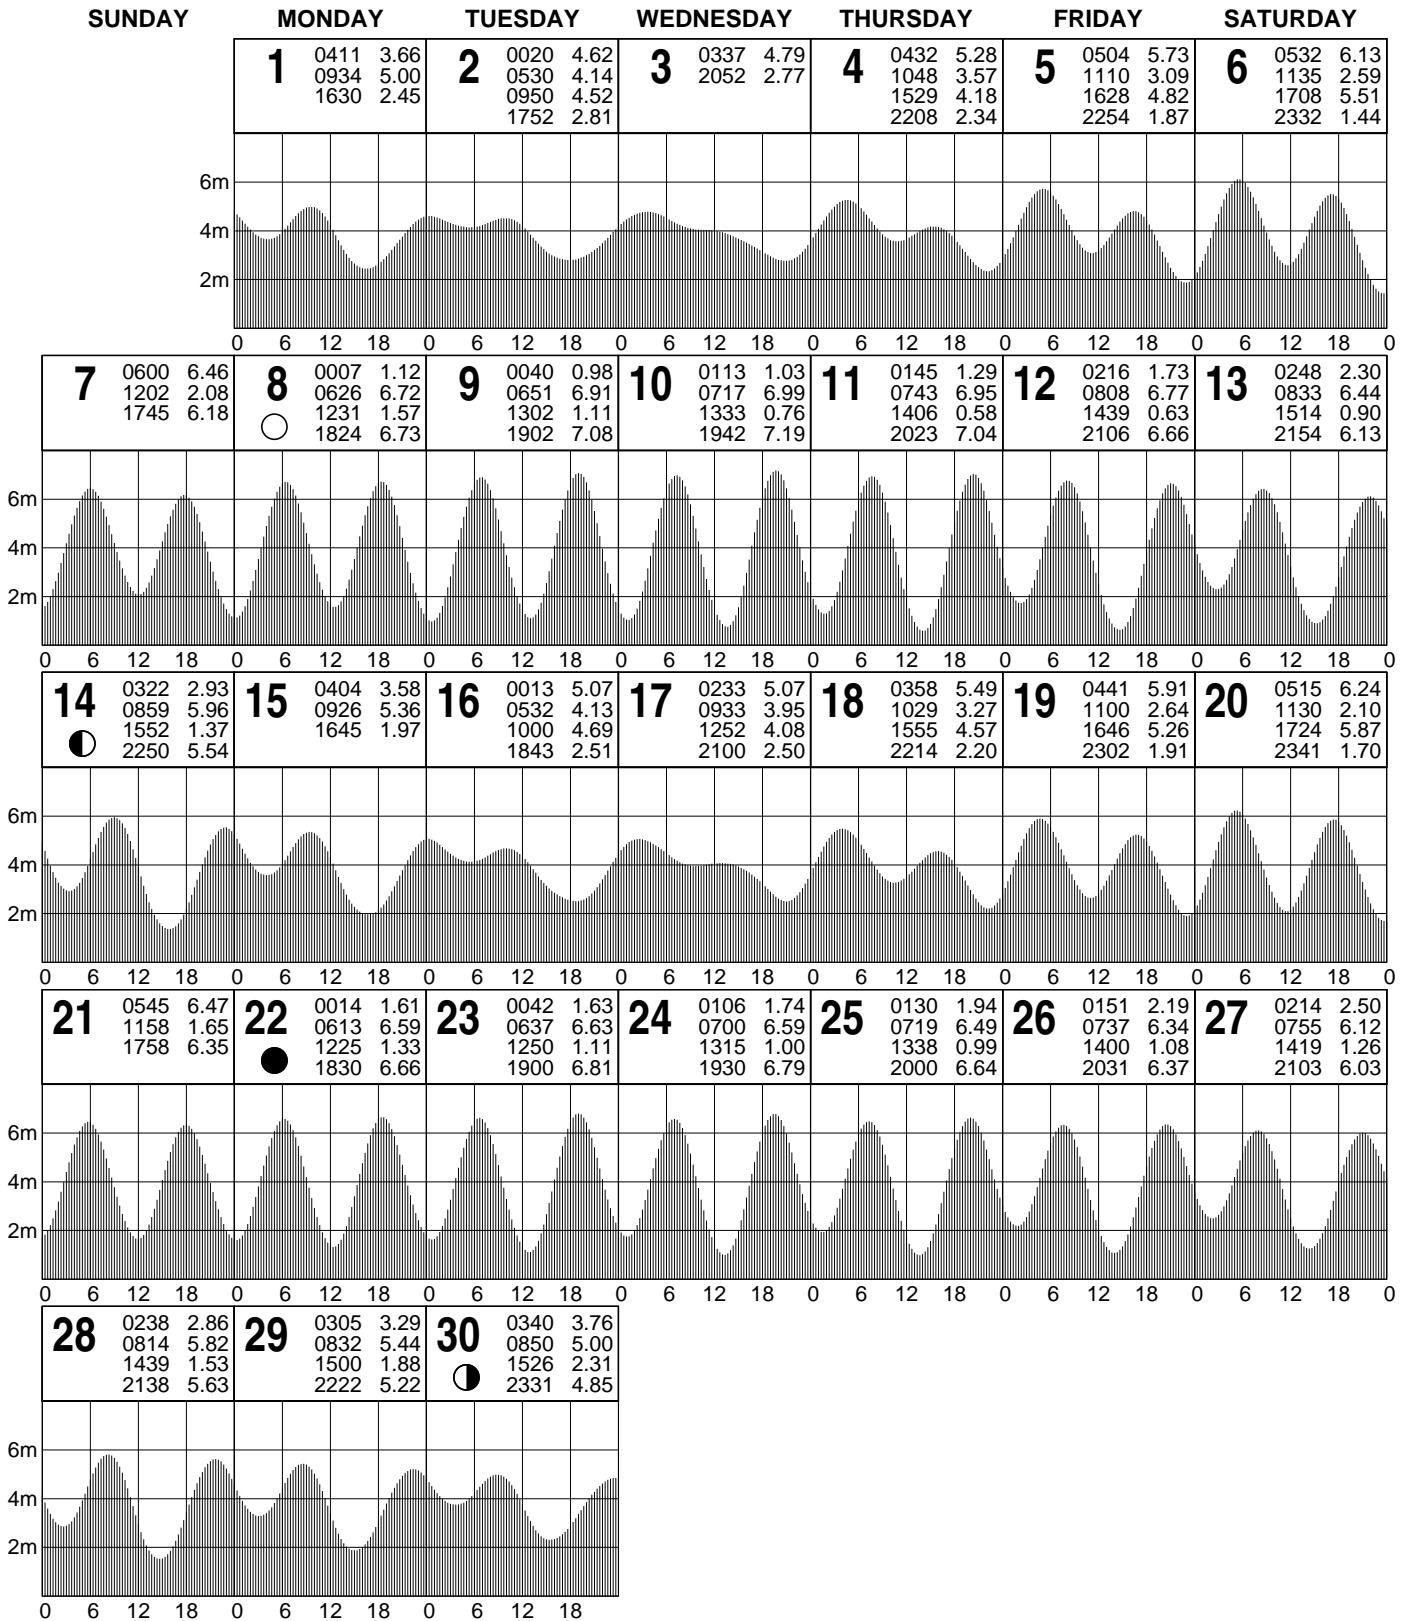 SUNDAY MONDAY TUESDAY WEDNESDAY THURSDAY FRIDAY SATURDAY
1 0411 3.66
0934 5.00
1630 2.45
2 0020 4.62
0530 4.14
0950 4.52
1752 2.81
3 0337 4.79
2052 2.77
4 0432 5.28
1048 3.57
1529 4.18
2208 2.34
5 0504 5.73
1110 3.09
1628 4.82
2254 1.87
6 0532 6.13
1135 2.59
1708 5.51
2332 1.44
6m
4m
2m
0 6 12 18 0 6 12 18 0 6 12 18 0 6 12 18 0 6 12 18 0 6 12 18 0
7 0600 6.46
1202 2.08
1745 6.18
8 0007 1.12
0626 6.72
1231 1.57
1824 6.73
9 0040 0.98
0651 6.91
1302 1.11
1902 7.08
10 0113 1.03
0717 6.99
1333 0.76
1942 7.19
11 0145 1.29
0743 6.95
1406 0.58
2023 7.04
12 0216 1.73
0808 6.77
1439 0.63
2106 6.66
13 0248 2.30
0833 6.44
1514 0.90
2154 6.13
6m
4m
2m
0 6 12 18 0 6 12 18 0 6 12 18 0 6 12 18 0 6 12 18 0 6 12 18 0 6 12 18 0
14 0322 2.93
0859 5.96
1552 1.37
2250 5.54
15 0404 3.58
0926 5.36
1645 1.97
16 0013 5.07
0532 4.13
1000 4.69
1843 2.51
17 0233 5.07
0933 3.95
1252 4.08
2100 2.50
18 0358 5.49
1029 3.27
1555 4.57
2214 2.20
19 0441 5.91
1100 2.64
1646 5.26
2302 1.91
20 0515 6.24
1130 2.10
1724 5.87
2341 1.70
6m
4m
2m
0 6 12 18 0 6 12 18 0 6 12 18 0 6 12 18 0 6 12 18 0 6 12 18 0 6 12 18 0
21 0545 6.47
1158 1.65
1758 6.35
22 0014 1.61
0613 6.59
1225 1.33
1830 6.66
23 0042 1.63
0637 6.63
1250 1.11
1900 6.81
24 0106 1.74
0700 6.59
1315 1.00
1930 6.79
25 0130 1.94
0719 6.49
1338 0.99
2000 6.64
26 0151 2.19
0737 6.34
1400 1.08
2031 6.37
27 0214 2.50
0755 6.12
1419 1.26
2103 6.03
6m
4m
2m
0 6 12 18 0 6 12 18 0 6 12 18 0 6 12 18 0 6 12 18 0 6 12 18 0 6 12 18 0
28 0238 2.86
0814 5.82
1439 1.53
2138 5.63
29 0305 3.29
0832 5.44
1500 1.88
2222 5.22
30 0340 3.76
0850 5.00
1526 2.31
2331 4.85
6m
4m
2m
0 6 12 18 0 6 12 18 0 6 12 18